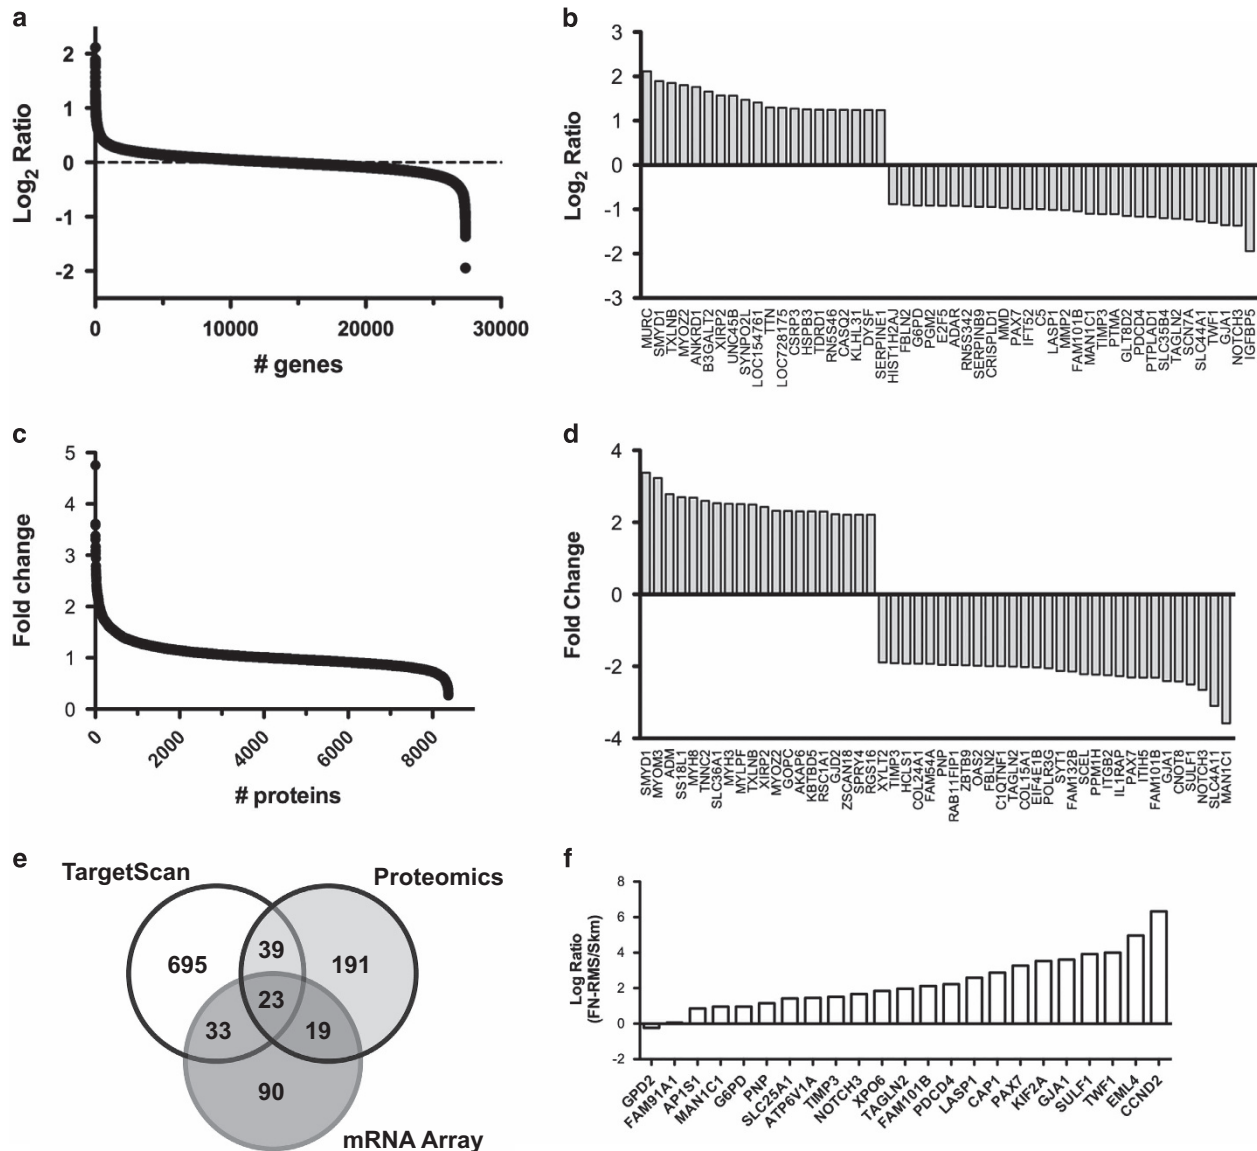 a
Log2 Ratio
2
1
0
-1
-2
0
10000
20000
30000
# genes
b
Log2 Ratio
3
2
1
0
-1
-2
-3
MURC
SMYD1
TXLNB
MYOZ2
ANKRD1
B3GALT2
XIRP2
UNC45B
SYNPO2L
LOC154761
TTN
LOC728175
CSRP3
HSPB3
TDRD1
RN5S46
CASQ2
KLHL31
DYSF
SERPINE1
HIST1H2AJ
FBLN2
G6PD
PGM2
E2F5
ADAR
RN6S343
SERPINB9
CRISPLD1
MMD
PAX7
IFT52
C5
LASP1
MMP1
FAM101B
MAN1C1
TIMP3
PTMA
GLT8D2
PDCD4
PTPLAD1
SLC35B4
TAGLN2
SCN7A
SLC44A1
TWF1
GJA1
NOTCH3
IGFBP5
c
Fold change
5
4
3
2
1
0
0
2000
4000
6000
8000
# proteins
d
Fold Change
4
2
0
-2
-4
SMYD1
MYOM3
ADM
SS18L1
MYH8
TNNC2
SLC36A1
MYH3
MYLPF
TXLNB
XIRP2
MYOZ2
GOPC
AKAP6
KBTBD5
RSC1A1
GJD2
ZSCAN18
SPRY4
RGS16
XYLT2
TIMP3
HCLS1
COL24A1
FAM54A
PNP
RAB11FIP1
ZBTB9
OAS2
FBLN2
C1QTNF1
TAGLN2
COL15A1
EIF4E1B
POLR3G
SYT1
FAM132B
SCEL
PPM1H
ITGB2
IL1RAP
PAX7
ITIH5
FAM101B
GJA1
CNOT8
SULF1
NOTCH3
SLC4A11
MAN1C1
e
TargetScan
Proteomics
695
39
191
23
33
19
90
mRNA Array
f
Log Ratio
(FN-RMS/Skm)
8
6
4
2
0
-2
GPD2
FAM91A1
AP1S1
MAN1C1
G6PD
PNP
SLC25A1
ATP6V1A
TIMP3
NOTCH3
XPO6
TAGLN2
FAM101B
PDCD4
LASP1
CAP1
PAX7
KIF2A
GJA1
SULF1
TWF1
EML4
CCND2